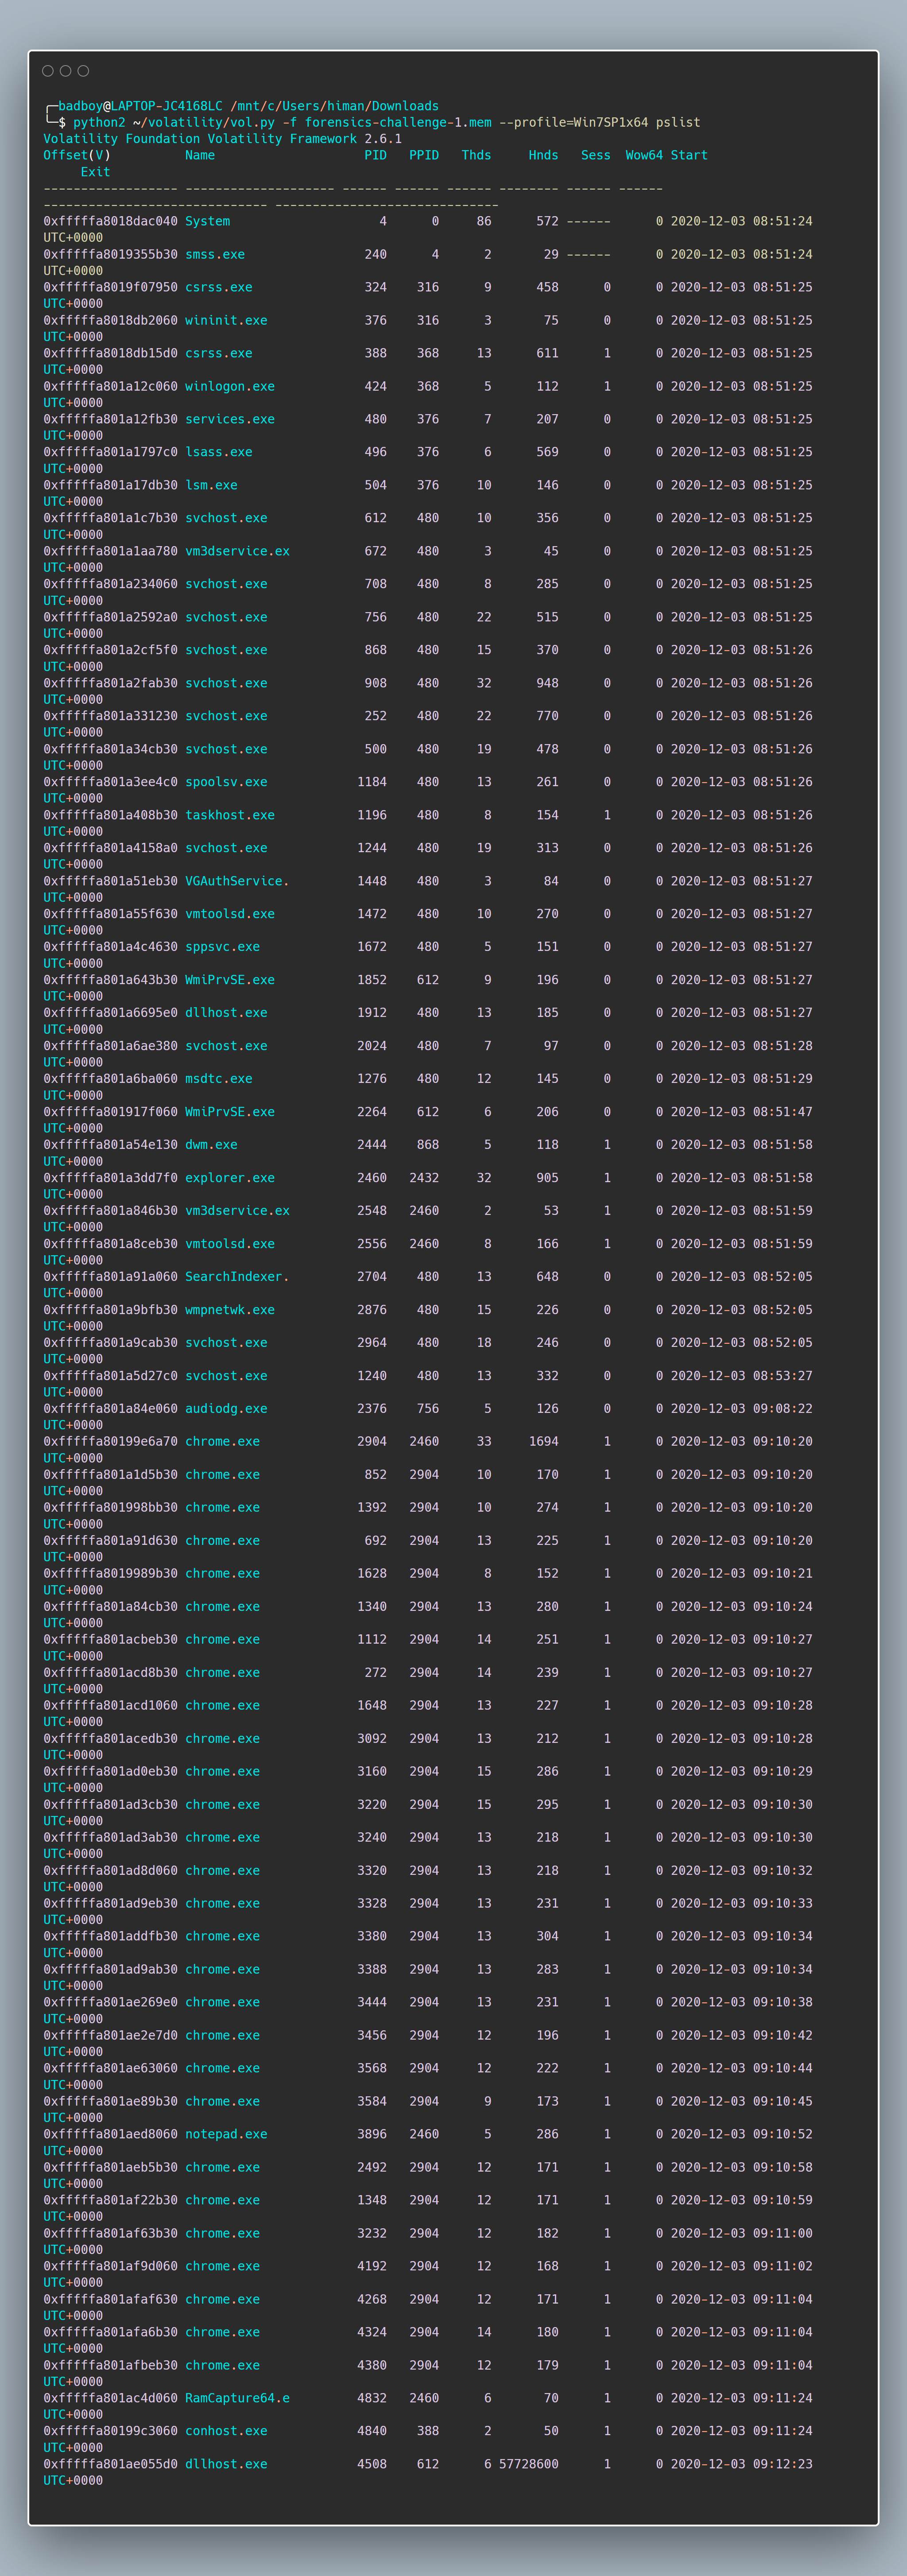 ┌─badboy@LAPTOP-JC4168LC /mnt/c/Users/himan/Downloads
└─$ python2 ~/volatility/vol.py -f forensics-challenge-1.mem --profile=Win7SP1x64 pslist
Volatility Foundation Volatility Framework 2.6.1
Offset(V)          Name                    PID   PPID   Thds     Hnds   Sess  Wow64 Start
     Exit
------------------ -------------------- ------ ------ ------ -------- ------ ------
------------------------------ ------------------------------
0xfffffa8018dac040 System                    4      0     86      572 ------      0 2020-12-03 08:51:24
UTC+0000
0xfffffa8019355b30 smss.exe                240      4      2       29 ------      0 2020-12-03 08:51:24
UTC+0000
0xfffffa8019f07950 csrss.exe               324    316      9      458      0      0 2020-12-03 08:51:25
UTC+0000
0xfffffa8018db2060 wininit.exe             376    316      3       75      0      0 2020-12-03 08:51:25
UTC+0000
0xfffffa8018db15d0 csrss.exe               388    368     13      611      1      0 2020-12-03 08:51:25
UTC+0000
0xfffffa801a12c060 winlogon.exe            424    368      5      112      1      0 2020-12-03 08:51:25
UTC+0000
0xfffffa801a12fb30 services.exe            480    376      7      207      0      0 2020-12-03 08:51:25
UTC+0000
0xfffffa801a1797c0 lsass.exe               496    376      6      569      0      0 2020-12-03 08:51:25
UTC+0000
0xfffffa801a17db30 lsm.exe                 504    376     10      146      0      0 2020-12-03 08:51:25
UTC+0000
0xfffffa801a1c7b30 svchost.exe             612    480     10      356      0      0 2020-12-03 08:51:25
UTC+0000
0xfffffa801a1aa780 vm3dservice.ex          672    480      3       45      0      0 2020-12-03 08:51:25
UTC+0000
0xfffffa801a234060 svchost.exe             708    480      8      285      0      0 2020-12-03 08:51:25
UTC+0000
0xfffffa801a2592a0 svchost.exe             756    480     22      515      0      0 2020-12-03 08:51:25
UTC+0000
0xfffffa801a2cf5f0 svchost.exe             868    480     15      370      0      0 2020-12-03 08:51:26
UTC+0000
0xfffffa801a2fab30 svchost.exe             908    480     32      948      0      0 2020-12-03 08:51:26
UTC+0000
0xfffffa801a331230 svchost.exe             252    480     22      770      0      0 2020-12-03 08:51:26
UTC+0000
0xfffffa801a34cb30 svchost.exe             500    480     19      478      0      0 2020-12-03 08:51:26
UTC+0000
0xfffffa801a3ee4c0 spoolsv.exe            1184    480     13      261      0      0 2020-12-03 08:51:26
UTC+0000
0xfffffa801a408b30 taskhost.exe           1196    480      8      154      1      0 2020-12-03 08:51:26
UTC+0000
0xfffffa801a4158a0 svchost.exe            1244    480     19      313      0      0 2020-12-03 08:51:26
UTC+0000
0xfffffa801a51eb30 VGAuthService.         1448    480      3       84      0      0 2020-12-03 08:51:27
UTC+0000
0xfffffa801a55f630 vmtoolsd.exe           1472    480     10      270      0      0 2020-12-03 08:51:27
UTC+0000
0xfffffa801a4c4630 sppsvc.exe             1672    480      5      151      0      0 2020-12-03 08:51:27
UTC+0000
0xfffffa801a643b30 WmiPrvSE.exe           1852    612      9      196      0      0 2020-12-03 08:51:27
UTC+0000
0xfffffa801a6695e0 dllhost.exe            1912    480     13      185      0      0 2020-12-03 08:51:27
UTC+0000
0xfffffa801a6ae380 svchost.exe            2024    480      7       97      0      0 2020-12-03 08:51:28
UTC+0000
0xfffffa801a6ba060 msdtc.exe              1276    480     12      145      0      0 2020-12-03 08:51:29
UTC+0000
0xfffffa801917f060 WmiPrvSE.exe           2264    612      6      206      0      0 2020-12-03 08:51:47
UTC+0000
0xfffffa801a54e130 dwm.exe                2444    868      5      118      1      0 2020-12-03 08:51:58
UTC+0000
0xfffffa801a3dd7f0 explorer.exe           2460   2432     32      905      1      0 2020-12-03 08:51:58
UTC+0000
0xfffffa801a846b30 vm3dservice.ex         2548   2460      2       53      1      0 2020-12-03 08:51:59
UTC+0000
0xfffffa801a8ceb30 vmtoolsd.exe           2556   2460      8      166      1      0 2020-12-03 08:51:59
UTC+0000
0xfffffa801a91a060 SearchIndexer.         2704    480     13      648      0      0 2020-12-03 08:52:05
UTC+0000
0xfffffa801a9bfb30 wmpnetwk.exe           2876    480     15      226      0      0 2020-12-03 08:52:05
UTC+0000
0xfffffa801a9cab30 svchost.exe            2964    480     18      246      0      0 2020-12-03 08:52:05
UTC+0000
0xfffffa801a5d27c0 svchost.exe            1240    480     13      332      0      0 2020-12-03 08:53:27
UTC+0000
0xfffffa801a84e060 audiodg.exe            2376    756      5      126      0      0 2020-12-03 09:08:22
UTC+0000
0xfffffa80199e6a70 chrome.exe             2904   2460     33     1694      1      0 2020-12-03 09:10:20
UTC+0000
0xfffffa801a1d5b30 chrome.exe              852   2904     10      170      1      0 2020-12-03 09:10:20
UTC+0000
0xfffffa801998bb30 chrome.exe             1392   2904     10      274      1      0 2020-12-03 09:10:20
UTC+0000
0xfffffa801a91d630 chrome.exe              692   2904     13      225      1      0 2020-12-03 09:10:20
UTC+0000
0xfffffa8019989b30 chrome.exe             1628   2904      8      152      1      0 2020-12-03 09:10:21
UTC+0000
0xfffffa801a84cb30 chrome.exe             1340   2904     13      280      1      0 2020-12-03 09:10:24
UTC+0000
0xfffffa801acbeb30 chrome.exe             1112   2904     14      251      1      0 2020-12-03 09:10:27
UTC+0000
0xfffffa801acd8b30 chrome.exe              272   2904     14      239      1      0 2020-12-03 09:10:27
UTC+0000
0xfffffa801acd1060 chrome.exe             1648   2904     13      227      1      0 2020-12-03 09:10:28
UTC+0000
0xfffffa801acedb30 chrome.exe             3092   2904     13      212      1      0 2020-12-03 09:10:28
UTC+0000
0xfffffa801ad0eb30 chrome.exe             3160   2904     15      286      1      0 2020-12-03 09:10:29
UTC+0000
0xfffffa801ad3cb30 chrome.exe             3220   2904     15      295      1      0 2020-12-03 09:10:30
UTC+0000
0xfffffa801ad3ab30 chrome.exe             3240   2904     13      218      1      0 2020-12-03 09:10:30
UTC+0000
0xfffffa801ad8d060 chrome.exe             3320   2904     13      218      1      0 2020-12-03 09:10:32
UTC+0000
0xfffffa801ad9eb30 chrome.exe             3328   2904     13      231      1      0 2020-12-03 09:10:33
UTC+0000
0xfffffa801addfb30 chrome.exe             3380   2904     13      304      1      0 2020-12-03 09:10:34
UTC+0000
0xfffffa801ad9ab30 chrome.exe             3388   2904     13      283      1      0 2020-12-03 09:10:34
UTC+0000
0xfffffa801ae269e0 chrome.exe             3444   2904     13      231      1      0 2020-12-03 09:10:38
UTC+0000
0xfffffa801ae2e7d0 chrome.exe             3456   2904     12      196      1      0 2020-12-03 09:10:42
UTC+0000
0xfffffa801ae63060 chrome.exe             3568   2904     12      222      1      0 2020-12-03 09:10:44
UTC+0000
0xfffffa801ae89b30 chrome.exe             3584   2904      9      173      1      0 2020-12-03 09:10:45
UTC+0000
0xfffffa801aed8060 notepad.exe            3896   2460      5      286      1      0 2020-12-03 09:10:52
UTC+0000
0xfffffa801aeb5b30 chrome.exe             2492   2904     12      171      1      0 2020-12-03 09:10:58
UTC+0000
0xfffffa801af22b30 chrome.exe             1348   2904     12      171      1      0 2020-12-03 09:10:59
UTC+0000
0xfffffa801af63b30 chrome.exe             3232   2904     12      182      1      0 2020-12-03 09:11:00
UTC+0000
0xfffffa801af9d060 chrome.exe             4192   2904     12      168      1      0 2020-12-03 09:11:02
UTC+0000
0xfffffa801afaf630 chrome.exe             4268   2904     12      171      1      0 2020-12-03 09:11:04
UTC+0000
0xfffffa801afa6b30 chrome.exe             4324   2904     14      180      1      0 2020-12-03 09:11:04
UTC+0000
0xfffffa801afbeb30 chrome.exe             4380   2904     12      179      1      0 2020-12-03 09:11:04
UTC+0000
0xfffffa801ac4d060 RamCapture64.e         4832   2460      6       70      1      0 2020-12-03 09:11:24
UTC+0000
0xfffffa80199c3060 conhost.exe            4840    388      2       50      1      0 2020-12-03 09:11:24
UTC+0000
0xfffffa801ae055d0 dllhost.exe            4508    612      6 57728600      1      0 2020-12-03 09:12:23
UTC+0000